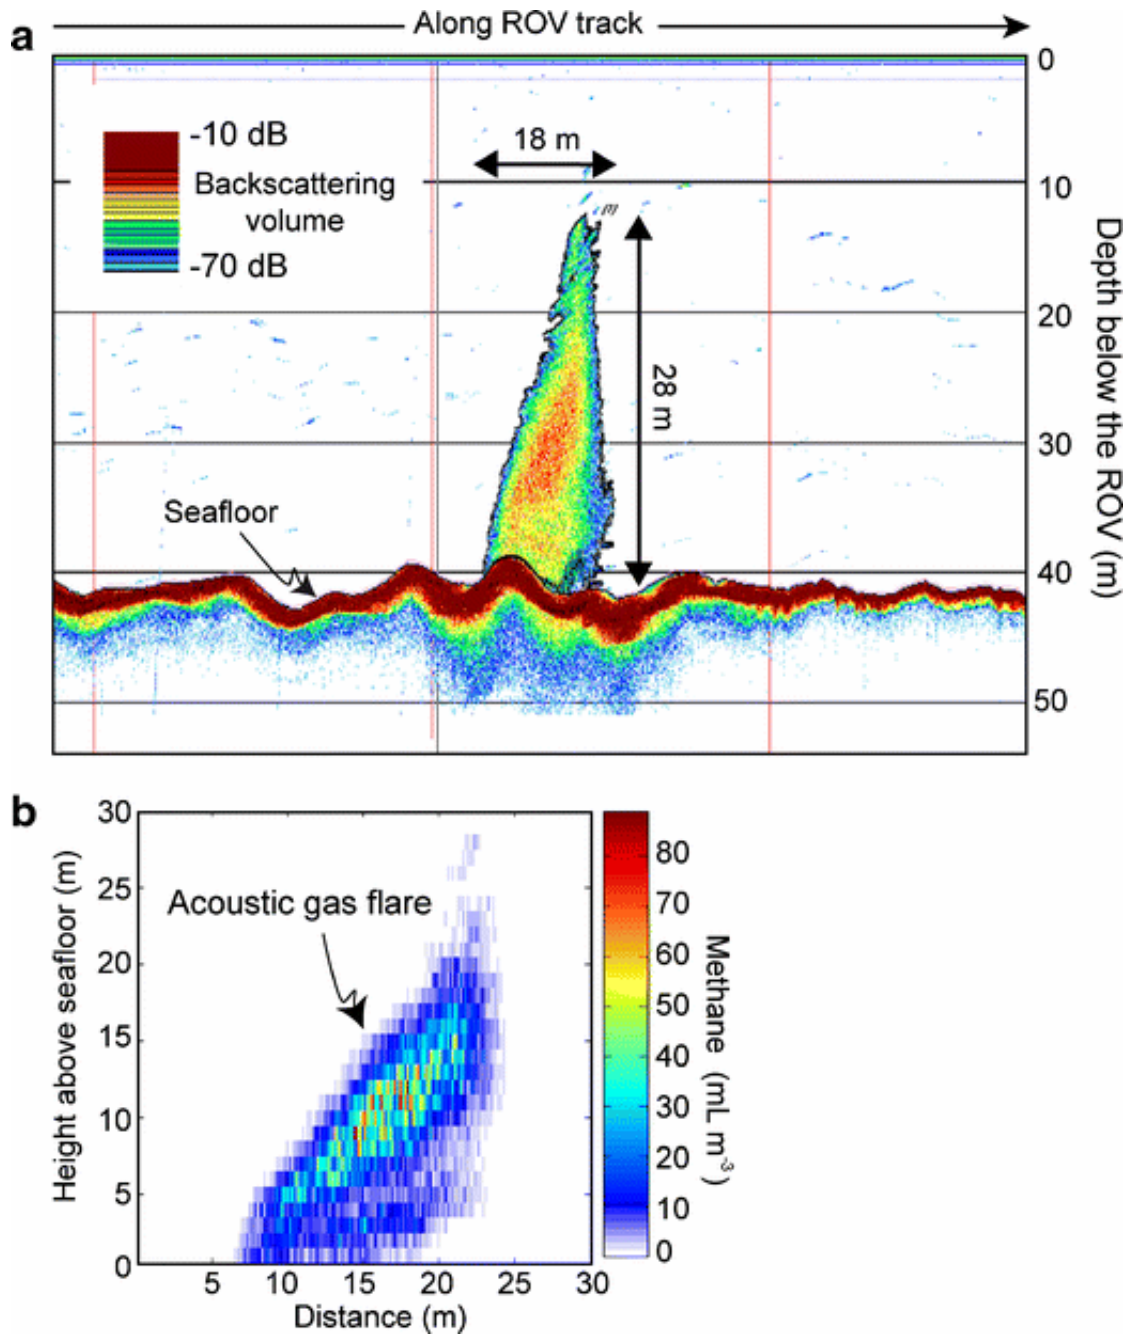 a
Along ROV track
0
-10 dB
Backscattering
volume
-70 dB
18 m
10
20
28 m
30
Depth below the ROV (m)
Seafloor
40
50
b
30
25
20
15
10
5
0
Height above seafloor (m)
Acoustic gas flare
5
10
15
20
25
30
Distance (m)
80
70
60
50
40
30
20
10
0
Methane (mL m⁻³)